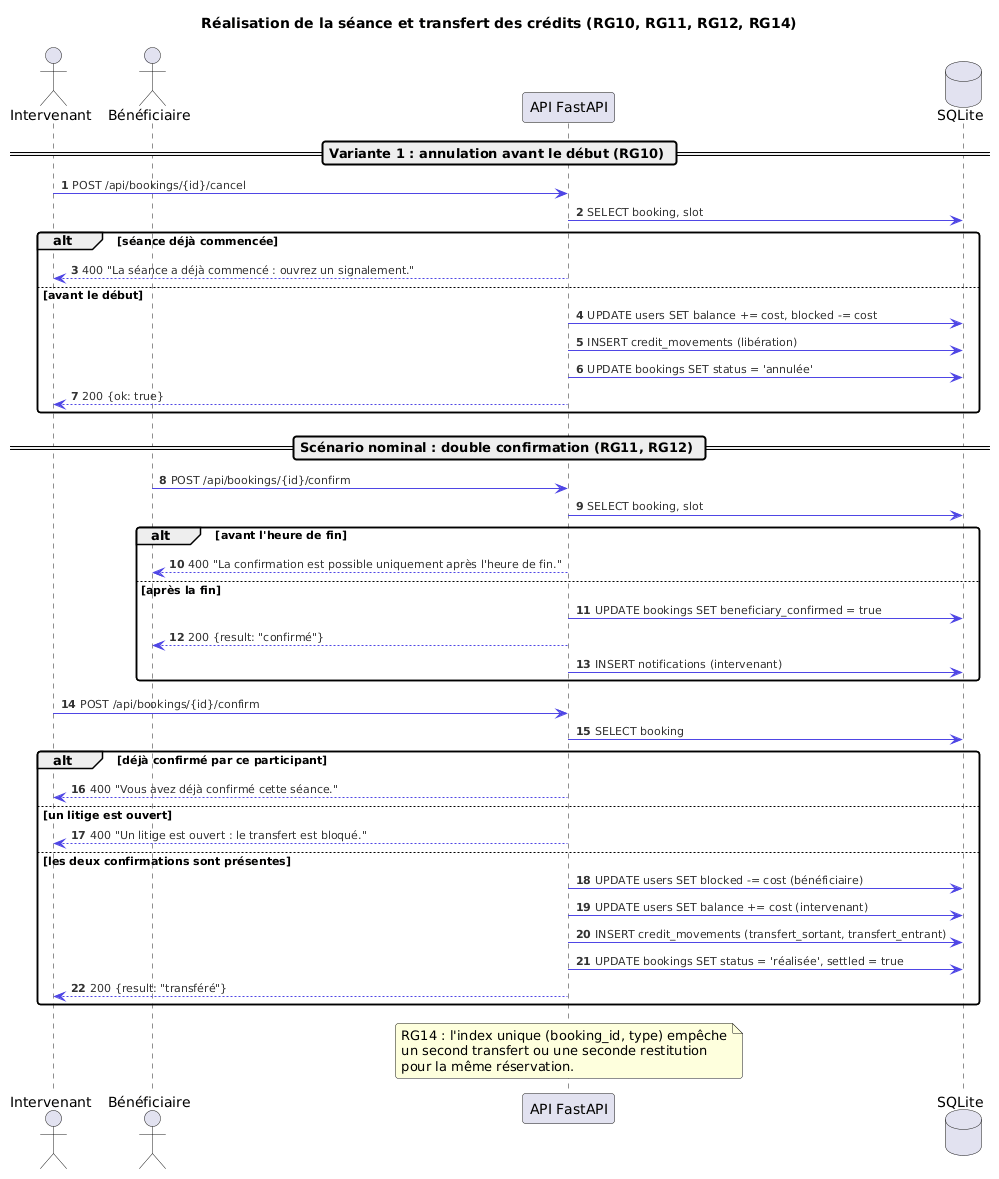 Réalisation de la séance et transfert des crédits (RG10, RG11, RG12, RG14)
Intervenant
Bénéficiaire
API FastAPI
SQLite
Variante 1 : annulation avant le début (RG10)
1 POST /api/bookings/{id}/cancel
2 SELECT booking, slot
alt [séance déjà commencée]
3 400 "La séance a déjà commencé : ouvrez un signalement."
[avant le début]
4 UPDATE users SET balance += cost, blocked -= cost
5 INSERT credit_movements (libération)
6 UPDATE bookings SET status = 'annulée'
7 200 {ok: true}
Scénario nominal : double confirmation (RG11, RG12)
8 POST /api/bookings/{id}/confirm
9 SELECT booking, slot
alt [avant l'heure de fin]
10 400 "La confirmation est possible uniquement après l'heure de fin."
[après la fin]
11 UPDATE bookings SET beneficiary_confirmed = true
12 200 {result: "confirmé"}
13 INSERT notifications (intervenant)
14 POST /api/bookings/{id}/confirm
15 SELECT booking
alt [déjà confirmé par ce participant]
16 400 "Vous avez déjà confirmé cette séance."
[un litige est ouvert]
17 400 "Un litige est ouvert : le transfert est bloqué."
[les deux confirmations sont présentes]
18 UPDATE users SET blocked -= cost (bénéficiaire)
19 UPDATE users SET balance += cost (intervenant)
20 INSERT credit_movements (transfert_sortant, transfert_entrant)
21 UPDATE bookings SET status = 'réalisée', settled = true
22 200 {result: "transféré"}
RG14 : l'index unique (booking_id, type) empêche
un second transfert ou une seconde restitution
pour la même réservation.
Intervenant
Bénéficiaire
API FastAPI
SQLite